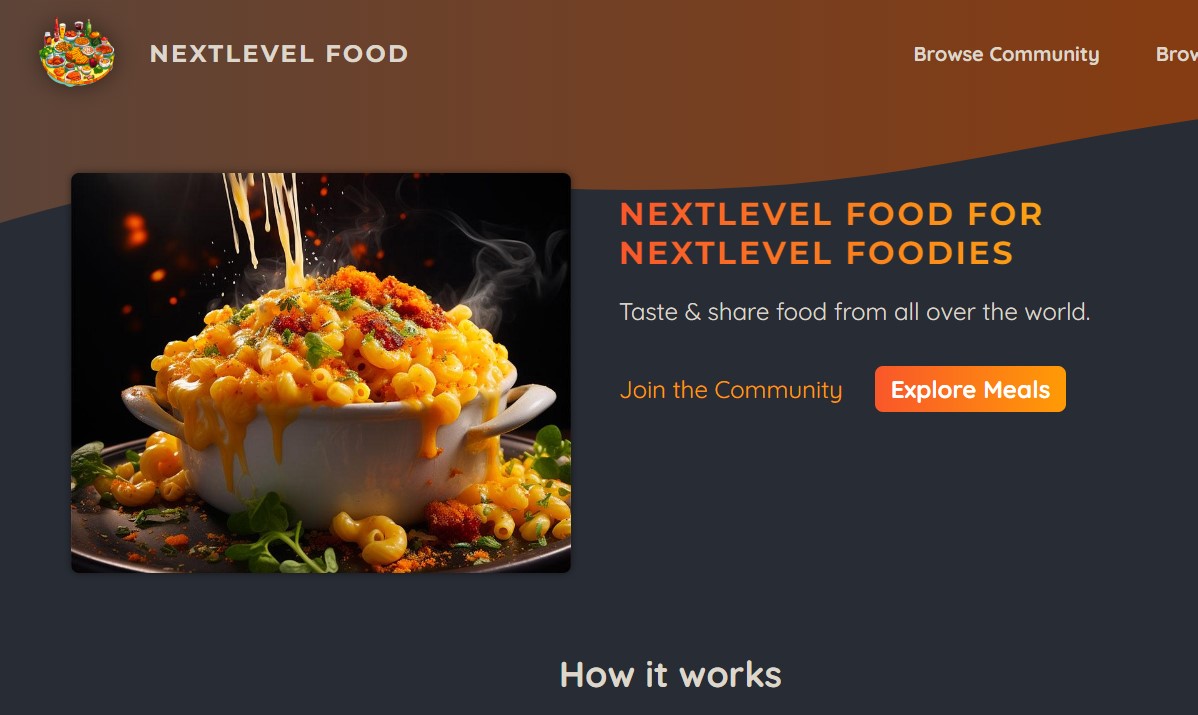 NEXTLEVEL FOOD
Browse Community
NEXTLEVEL FOOD FOR
NEXTLEVEL FOODIES
Taste & share food from all over the world.
Join the Community
Explore Meals
How it works